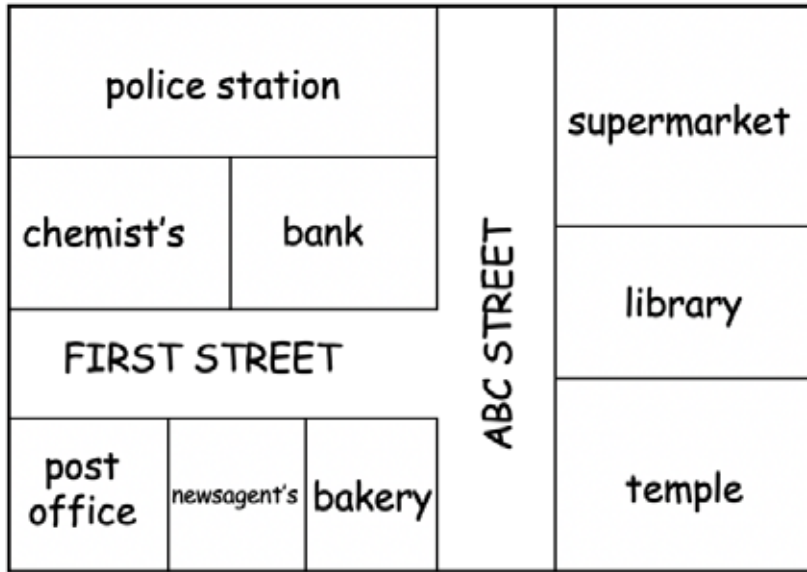 police station
supermarket
chemist's
bank
library
FIRST STREET
ABC STREET
post
office
newsagent's
bakery
temple